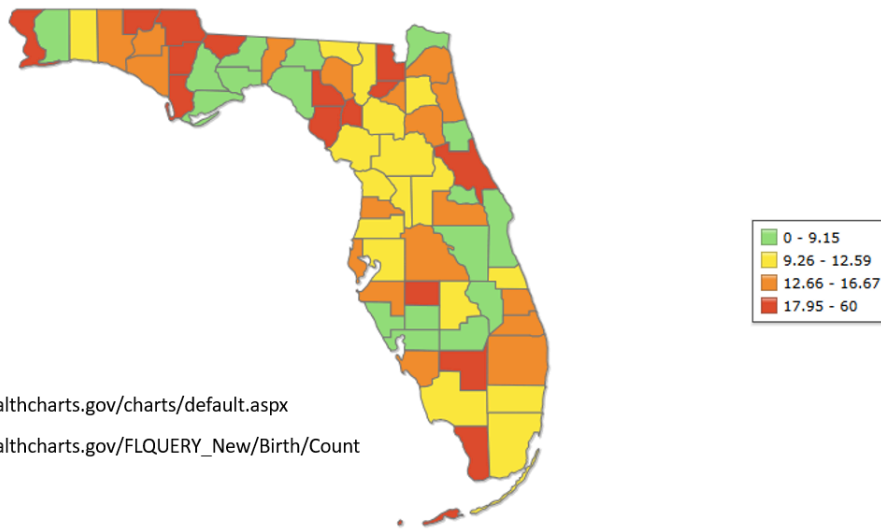 0 - 9.15
9.26 - 12.59
12.66 - 16.67
17.95 - 60
althcharts.gov/charts/default.aspx
althcharts.gov/FLQUERY_New/Birth/Count